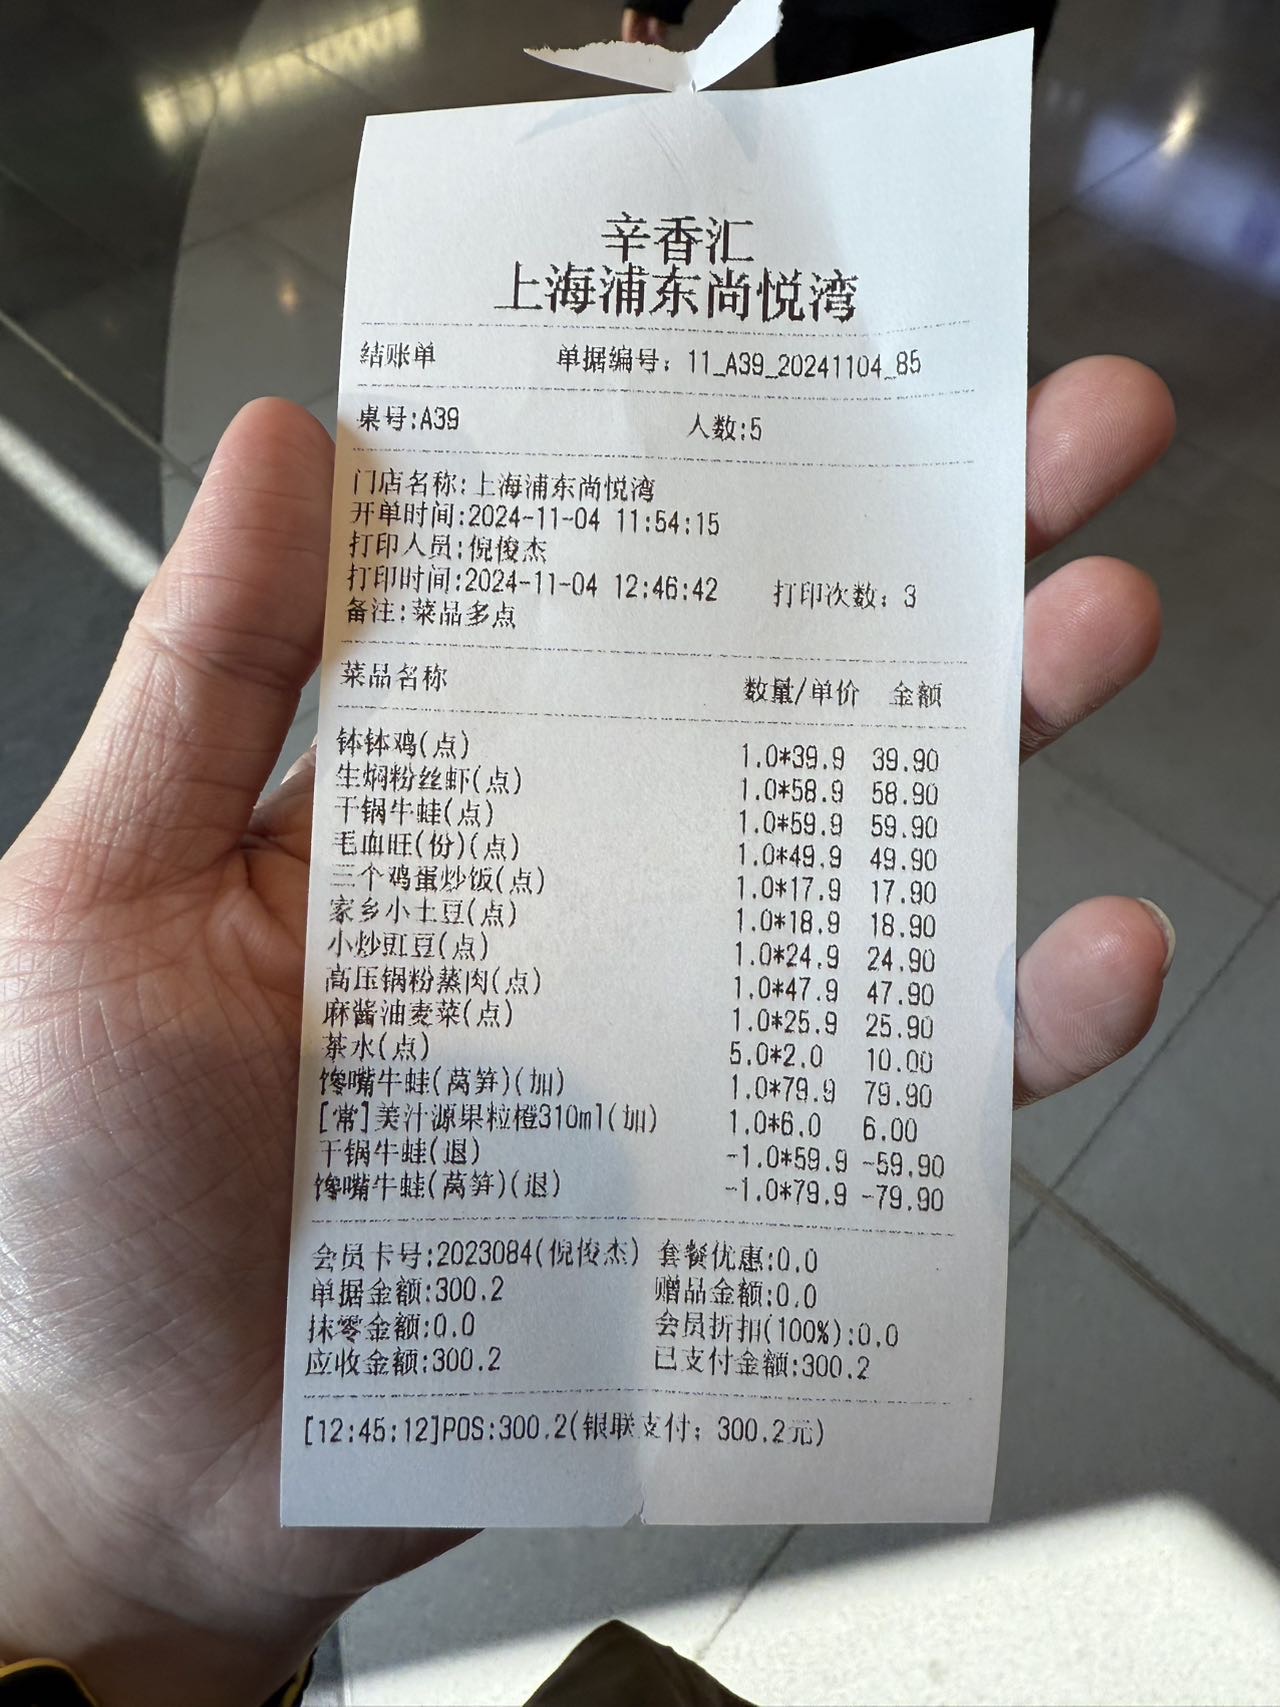 辛香汇
上海浦东尚悦湾
结账单 单据编号：11_A39_20241104_85
桌号:A39 人数:5
门店名称:上海浦东尚悦湾
开单时间:2024-11-04 11:54:15
打印人员:倪俊杰
打印时间:2024-11-04 12:46:42 打印次数：3
备注:菜品多点
菜品名称 数量/单价 金额
钵钵鸡(点) 1.0*39.9 39.90
生焖粉丝虾(点) 1.0*58.9 58.90
干锅牛蛙(点) 1.0*59.9 59.90
毛血旺(份)(点) 1.0*49.9 49.90
三个鸡蛋炒饭(点) 1.0*17.9 17.90
家乡小土豆(点) 1.0*18.9 18.90
小炒豇豆(点) 1.0*24.9 24.90
高压锅粉蒸肉(点) 1.0*47.9 47.90
麻酱油麦菜(点) 1.0*25.9 25.90
茶水(点) 5.0*2.0 10.00
馋嘴牛蛙(莴笋)(加) 1.0*79.9 79.90
[常]美汁源果粒橙310ml(加) 1.0*6.0 6.00
干锅牛蛙(退) -1.0*59.9 -59.90
馋嘴牛蛙(莴笋)(退) -1.0*79.9 -79.90
会员卡号:2023084(倪俊杰) 套餐优惠:0.0
单据金额:300.2 赠品金额:0.0
抹零金额:0.0 会员折扣(100%):0.0
应收金额:300.2 已支付金额:300.2
[12:45:12]POS:300.2(银联支付；300.2元)